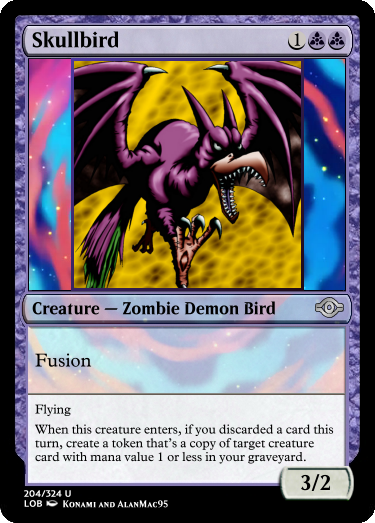 Skullbird 1
Creature — Zombie Demon Bird
Fusion
Flying
When this creature enters, if you discarded a card this
turn, create a token that's a copy of target creature
card with mana value 1 or less in your graveyard.
3/2
204/324 U
LOB Konami and AlanMac95